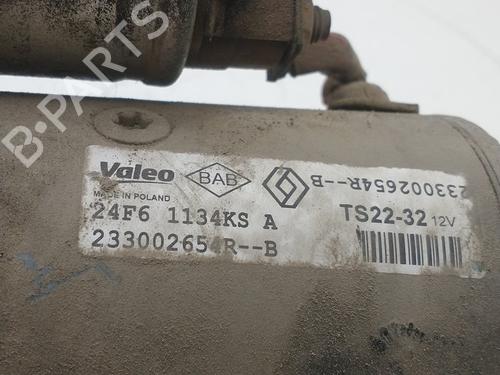 B-PARTS
Valeo
BAB
MADE IN POLAND
24F6 1134KS A
233002654R--B
233002654R--B
TS22-32 12V